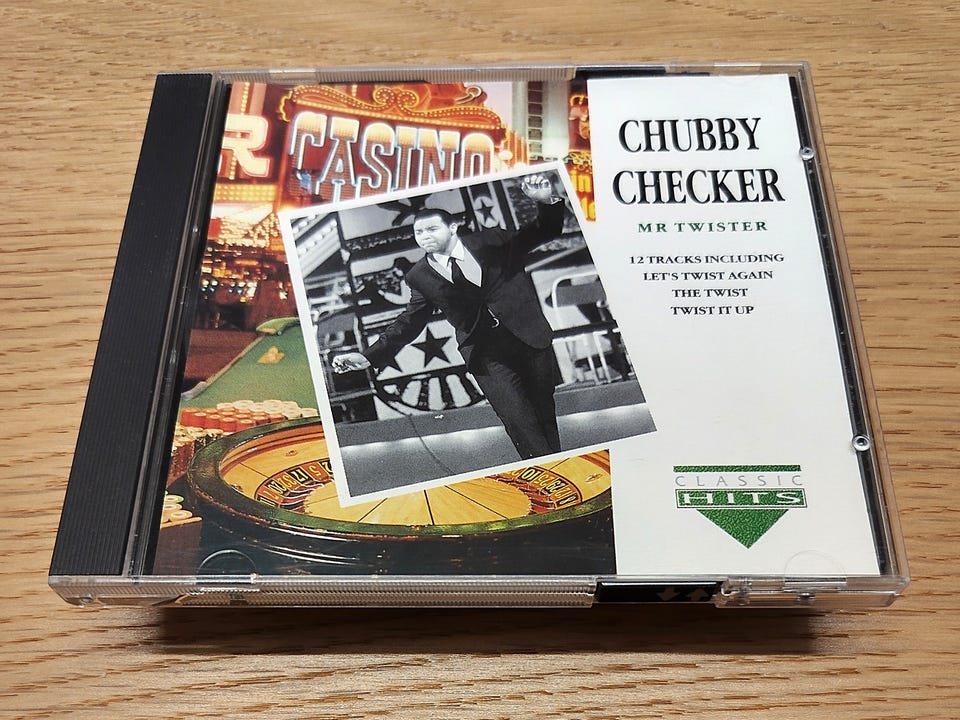 R
CASINO
CHUBBY
CHECKER
MR TWISTER
12 TRACKS INCLUDING
LET'S TWIST AGAIN
THE TWIST
TWIST IT UP
CLASSIC
HITS